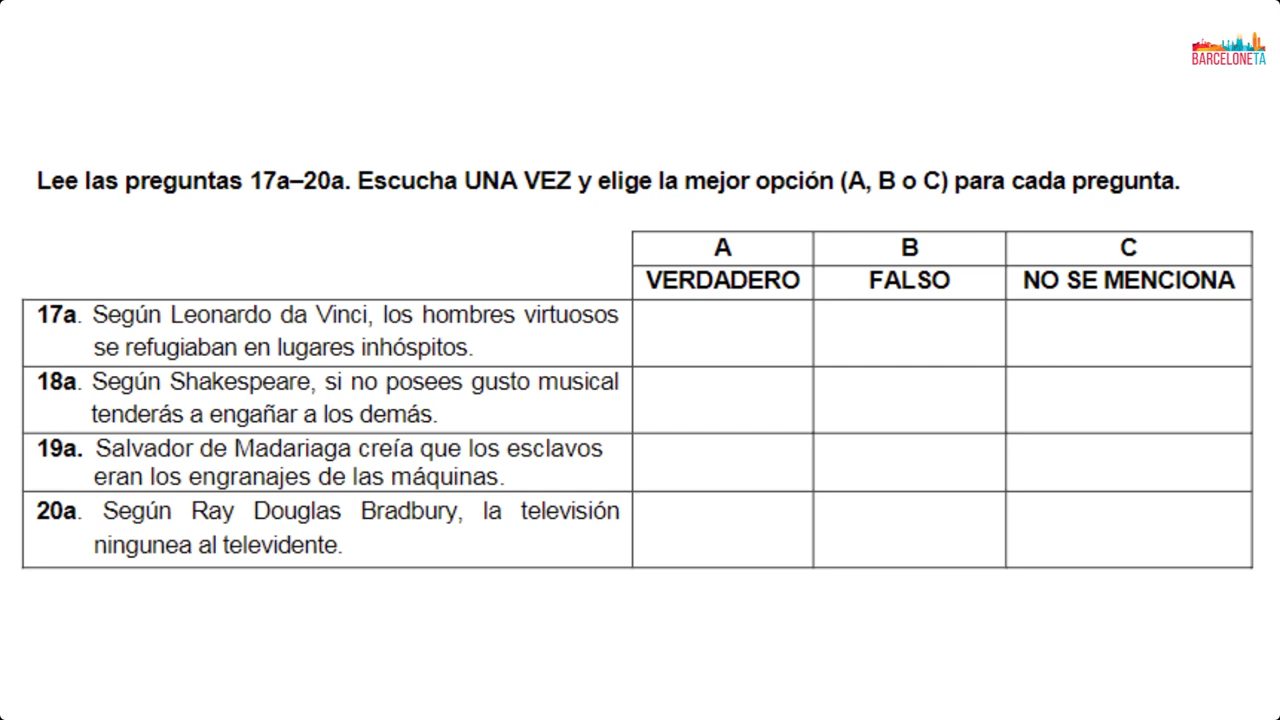 BARCELONETA
Lee las preguntas 17a–20a. Escucha UNA VEZ y elige la mejor opción (A, B o C) para cada pregunta.
A B C
VERDADERO FALSO NO SE MENCIONA
17a. Según Leonardo da Vinci, los hombres virtuosos
se refugiaban en lugares inhóspitos.
18a. Según Shakespeare, si no posees gusto musical
tenderás a engañar a los demás.
19a. Salvador de Madariaga creía que los esclavos
eran los engranajes de las máquinas.
20a. Según Ray Douglas Bradbury, la televisión
ningunea al televidente.